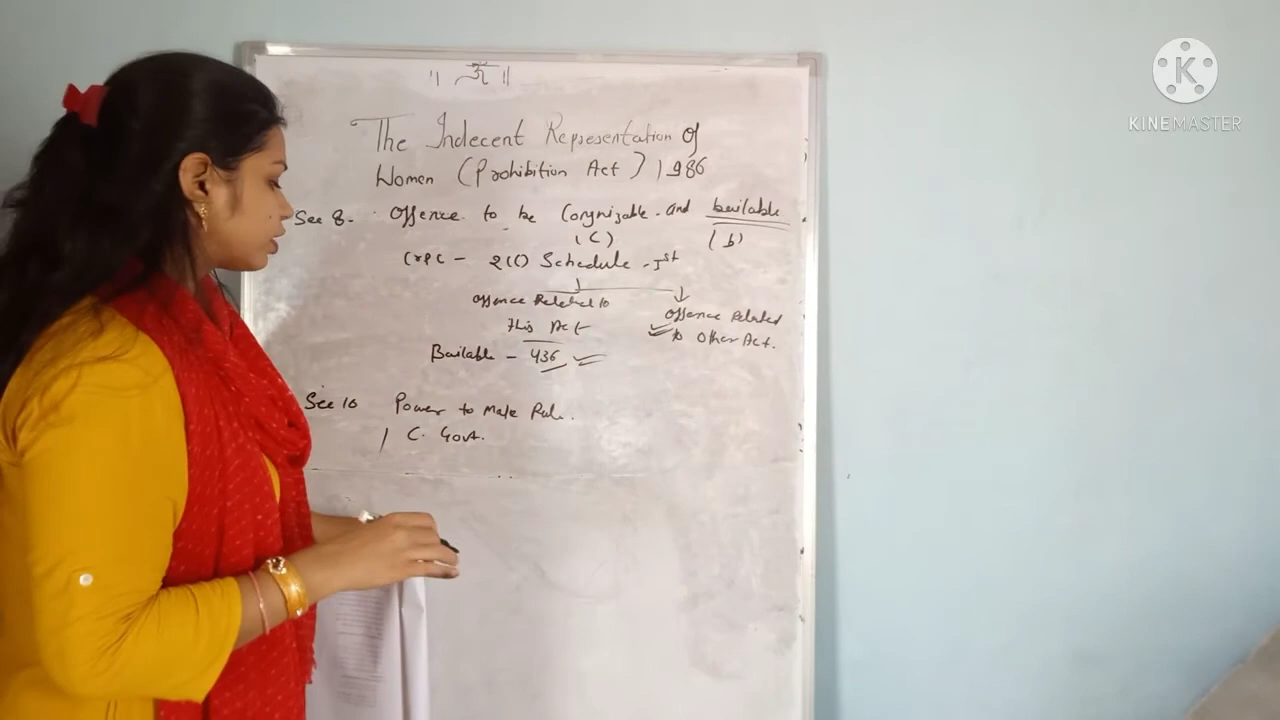 ॥ ॐ ॥
The Indecent Representation of
Women (Prohibition Act) 1986
Sec 8. Offence to be Cognizable. and bailable
(C) (b)
CrPC - 2(C) Schedule - Ist
Offence Related to
this Act
Offence Related
to Other Act.
Bailable - 436
Sec 10 Power to Make Rule.
C. Govt.
KINEMASTER